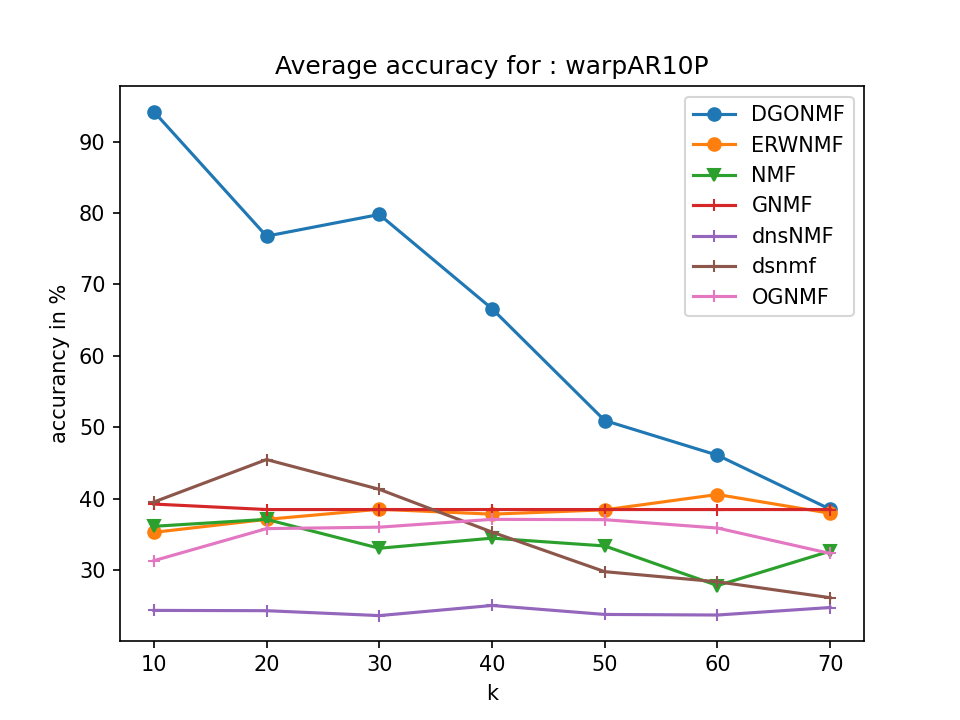 Average accuracy for : warpAR10P
accurancy in %
90
80
70
60
50
40
30
10 20 30 40 50 60 70
k
DGONMF
ERWNMF
NMF
GNMF
dnsNMF
dsnmf
OGNMF